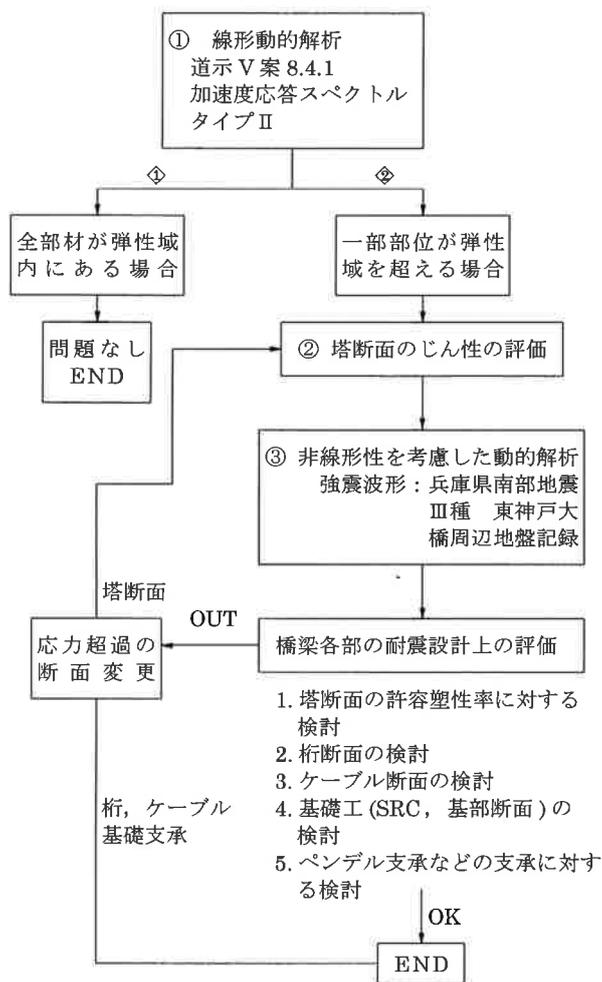 ① 線形動的解析
道示Ⅴ案 8.4.1
加速度応答スペクトル
タイプⅡ
①
②
全部材が弾性域
内にある場合
一部部位が弾性
域を超える場合
問題なし
END
② 塔断面のじん性の評価
③ 非線形性を考慮した動的解析
強震波形：兵庫県南部地震
Ⅲ種 東神戸大
橋周辺地盤記録
塔断面
OUT
応力超過の
断面変更
橋梁各部の耐震設計上の評価
1. 塔断面の許容塑性率に対する
検討
2. 桁断面の検討
3. ケーブル断面の検討
4. 基礎工 (SRC，基部断面) の
検討
5. ペンデル支承などの支承に対す
る検討
桁，ケーブル
基礎支承
OK
END